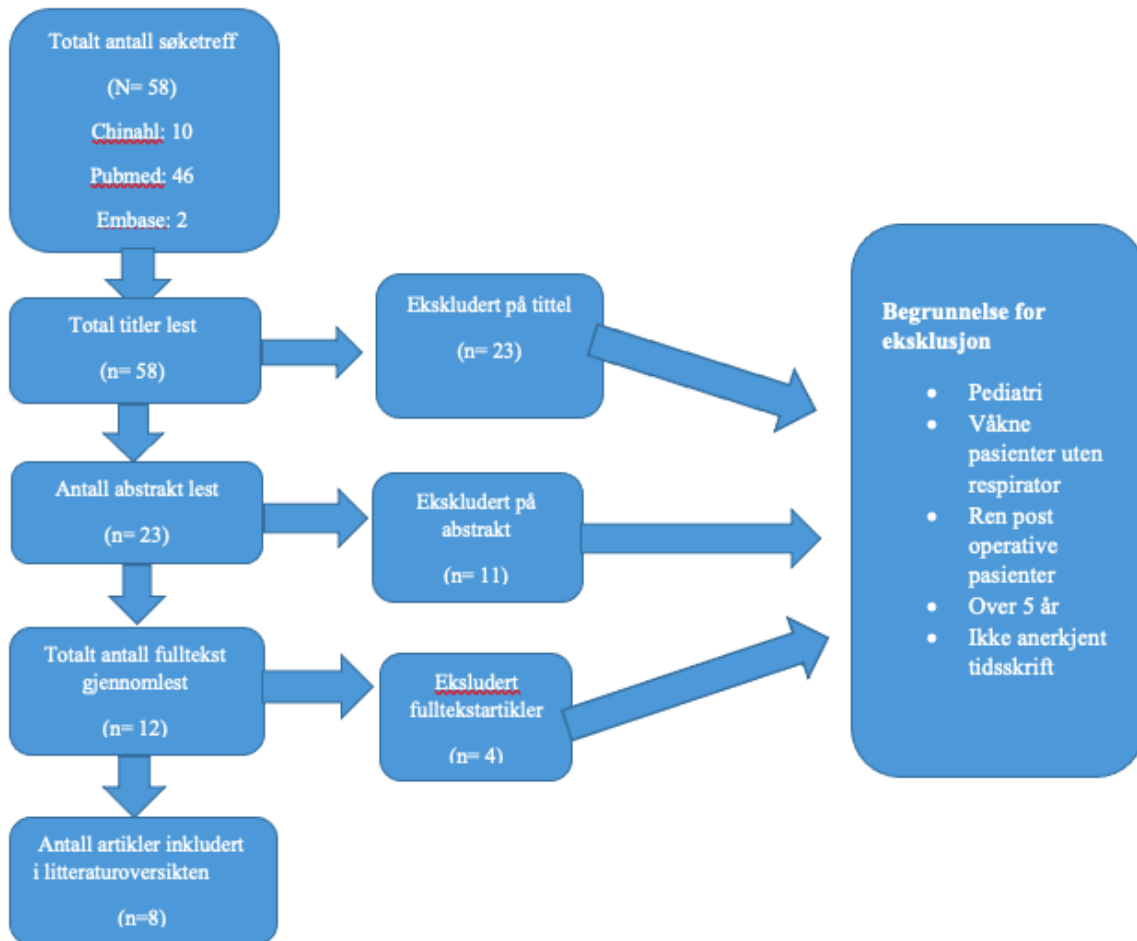 Totalt antall søketreff
(N= 58)
Chinahl: 10
Pubmed: 46
Embase: 2
Total titler lest
(n= 58)
Ekskludert på tittel
(n= 23)
Antall abstrakt lest
(n= 23)
Ekskludert på
abstrakt
(n= 11)
Totalt antall fulltekst
gjennomlest
(n= 12)
Eksludert
fulltekstartikler
(n= 4)
Antall artikler inkludert
i litteraturoversikten
(n=8)
Begrunnelse for
eksklusjon
• Pediatri
• Våkne
pasienter uten
respirator
• Ren post
operative
pasienter
• Over 5 år
• Ikke anerkjent
tidsskrift